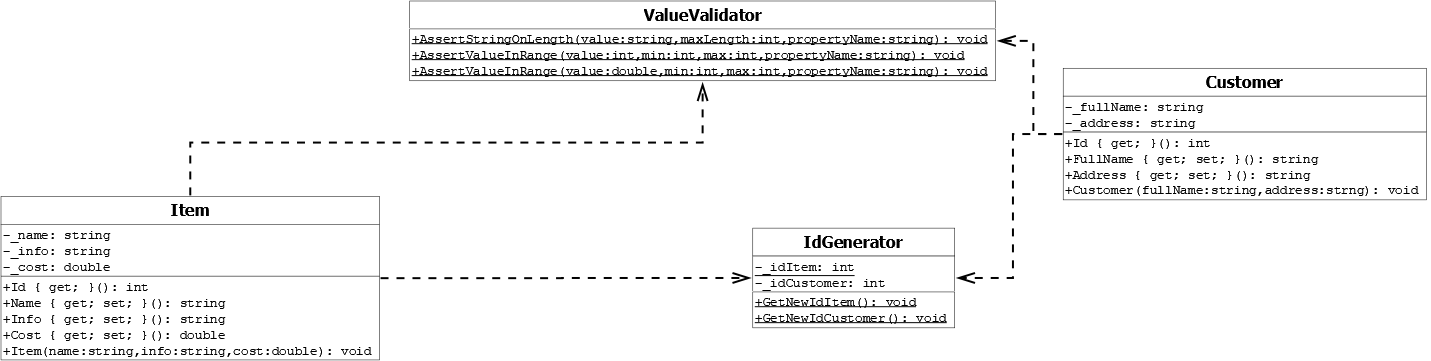 ValueValidator
+AssertStringOnLength(value:string,maxLength:int,propertyName:string): void
+AssertValueInRange(value:int,min:int,max:int,propertyName:string): void
+AssertValueInRange(value:double,min:int,max:int,propertyName:string): void
Customer
-_fullName: string
-_address: string
+Id { get; }(): int
+FullName { get; set; }(): string
+Address { get; set; }(): string
+Customer(fullName:string,address:strng): void
Item
-_name: string
-_info: string
-_cost: double
+Id { get; }(): int
+Name { get; set; }(): string
+Info { get; set; }(): string
+Cost { get; set; }(): double
+Item(name:string,info:string,cost:double): void
IdGenerator
-_idItem: int
-_idCustomer: int
+GetNewIdItem(): void
+GetNewIdCustomer(): void